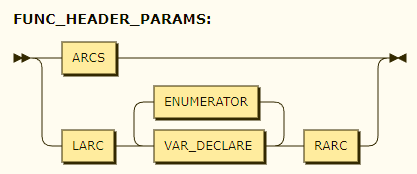 FUNC_HEADER_PARAMS:
ARCS
ENUMERATOR
LARC VAR_DECLARE RARC